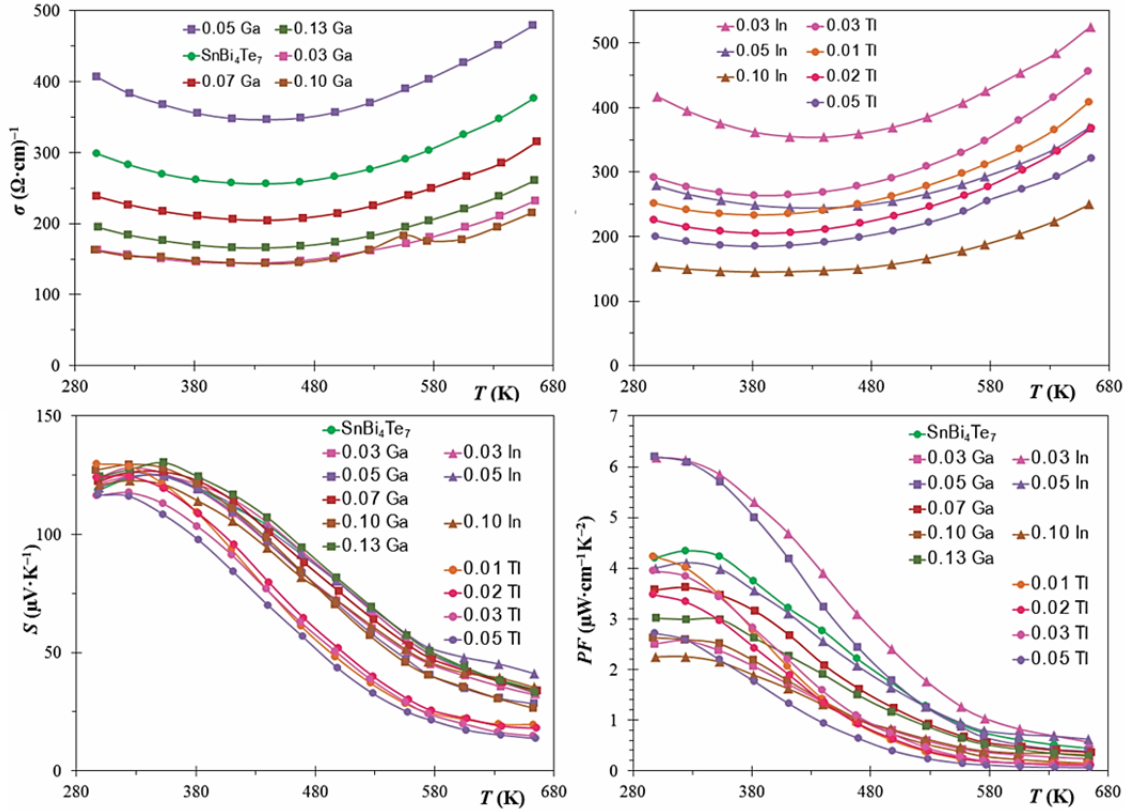 500
450
400
350
300
250
200
150
100
50
0
σ (Ω·cm)⁻¹
0.05 Ga
0.13 Ga
SnBi₄Te₇
0.03 Ga
0.07 Ga
0.10 Ga
280
380
480
580
680
T (K)
500
400
300
200
100
0
0.03 In
0.03 Tl
0.05 In
0.01 Tl
0.10 In
0.02 Tl
0.05 Tl
280
380
480
580
680
T (K)
150
100
50
0
S (μV·K⁻¹)
SnBi₄Te₇
0.03 Ga
0.03 In
0.05 Ga
0.05 In
0.07 Ga
0.10 Ga
0.10 In
0.13 Ga
0.01 Tl
0.02 Tl
0.03 Tl
0.05 Tl
280
380
480
580
680
T (K)
7
6
5
4
3
2
1
0
PF (μW·cm⁻¹K⁻²)
SnBi₄Te₇
0.03 Ga
0.03 In
0.05 Ga
0.05 In
0.07 Ga
0.10 Ga
0.10 In
0.13 Ga
0.01 Tl
0.02 Tl
0.03 Tl
0.05 Tl
280
380
480
580
680
T (K)